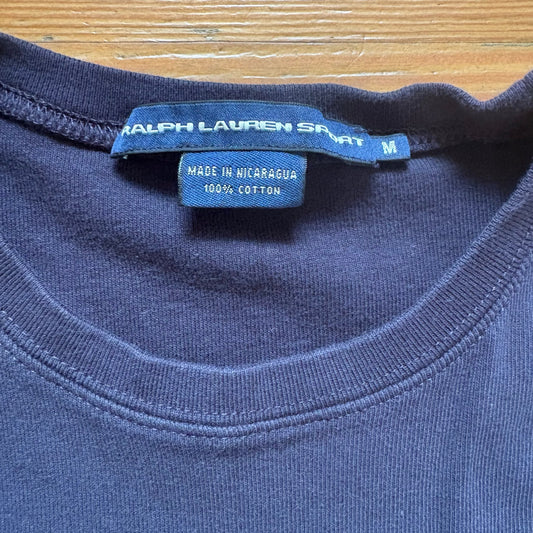 RALPH LAUREN SPORT
M
MADE IN NICARAGUA
100% COTTON